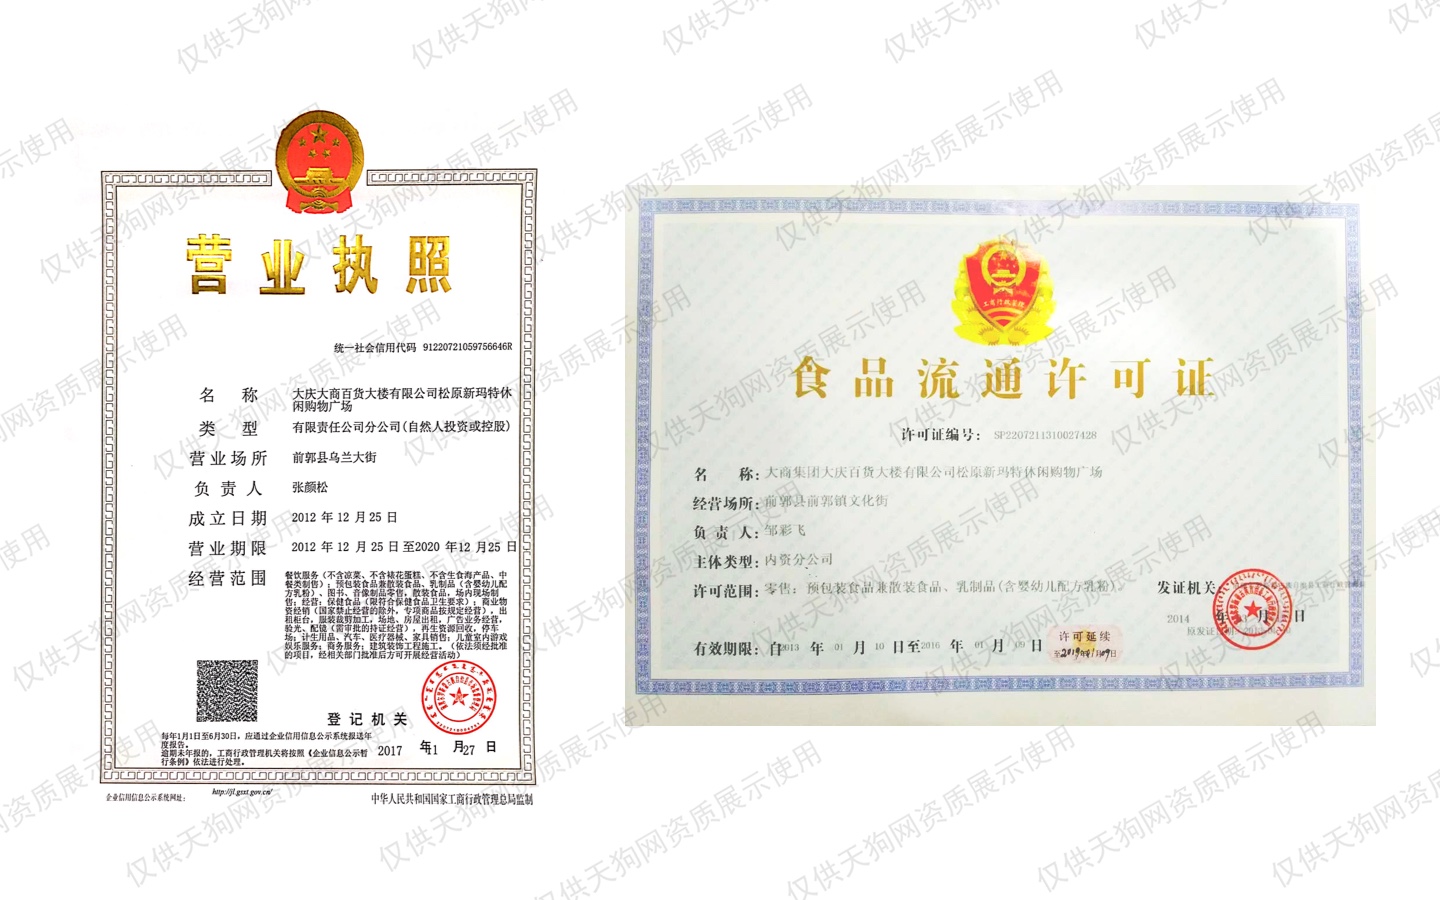 营业执照
统一社会信用代码 91220721059756646R
名 称 大庆大商百货大楼有限公司松原新玛特休
闲购物广场
类 型 有限责任公司分公司(自然人投资或控股)
营业场所 前郭县乌兰大街
负 责 人 张颜松
成立日期 2012 年 12 月 25 日
营业期限 2012 年 12 月 25 日至2020 年12 月25 日
经营范围 餐饮服务(不含凉菜、不含裱花蛋糕、不含生食海产品、中
餐类制售);预包装食品兼散装食品、乳制品(含婴幼儿配
方乳粉)、图书、音像制品零售,散装食品,场内现场制
售;经营:保健食品(限符合保健食品卫生要求);商业物
资经销(国家禁止经营的除外,专项商品按规定经营),出
租柜台,服装裁剪加工,场地、房屋出租,广告业务经营,
验光、配镜(需审批的持证经营),再生资源回收,停车
场;计生用品、汽车、医疗器械、家具销售;儿童室内游戏
娱乐服务;商务服务;建筑装饰工程施工。(依法须经批准
的项目,经相关部门批准后方可开展经营活动)
登 记 机 关
每年1月1日至6月30日,应通过企业信用信息公示系统报送年
度报告。
逾期未年报的,工商行政管理机关将按照《企业信息公示暂
行条例》依法进行处理。
2017 年11 月27 日
企业信用信息公示系统网址: http://jl.gsxt.gov.cn/
中华人民共和国国家工商行政管理总局监制
工商行政管理
食品流通许可证
许可证编号: SP2207211310027428
名 称: 大商集团大庆百货大楼有限公司松原新玛特休闲购物广场
经营场所: 前郭县前郭镇文化街
负 责 人: 邹彩飞
主体类型: 内资分公司
许可范围: 零售: 预包装食品兼散装食品、乳制品(含婴幼儿配方乳粉)。
发证机关
2014 年 月 日
原发证
有效期限: 自2013 年 01 月 10 日至2016 年 01 月 09 日
许可延续
至2019年01月09日
仅供天狗网资质展示使用